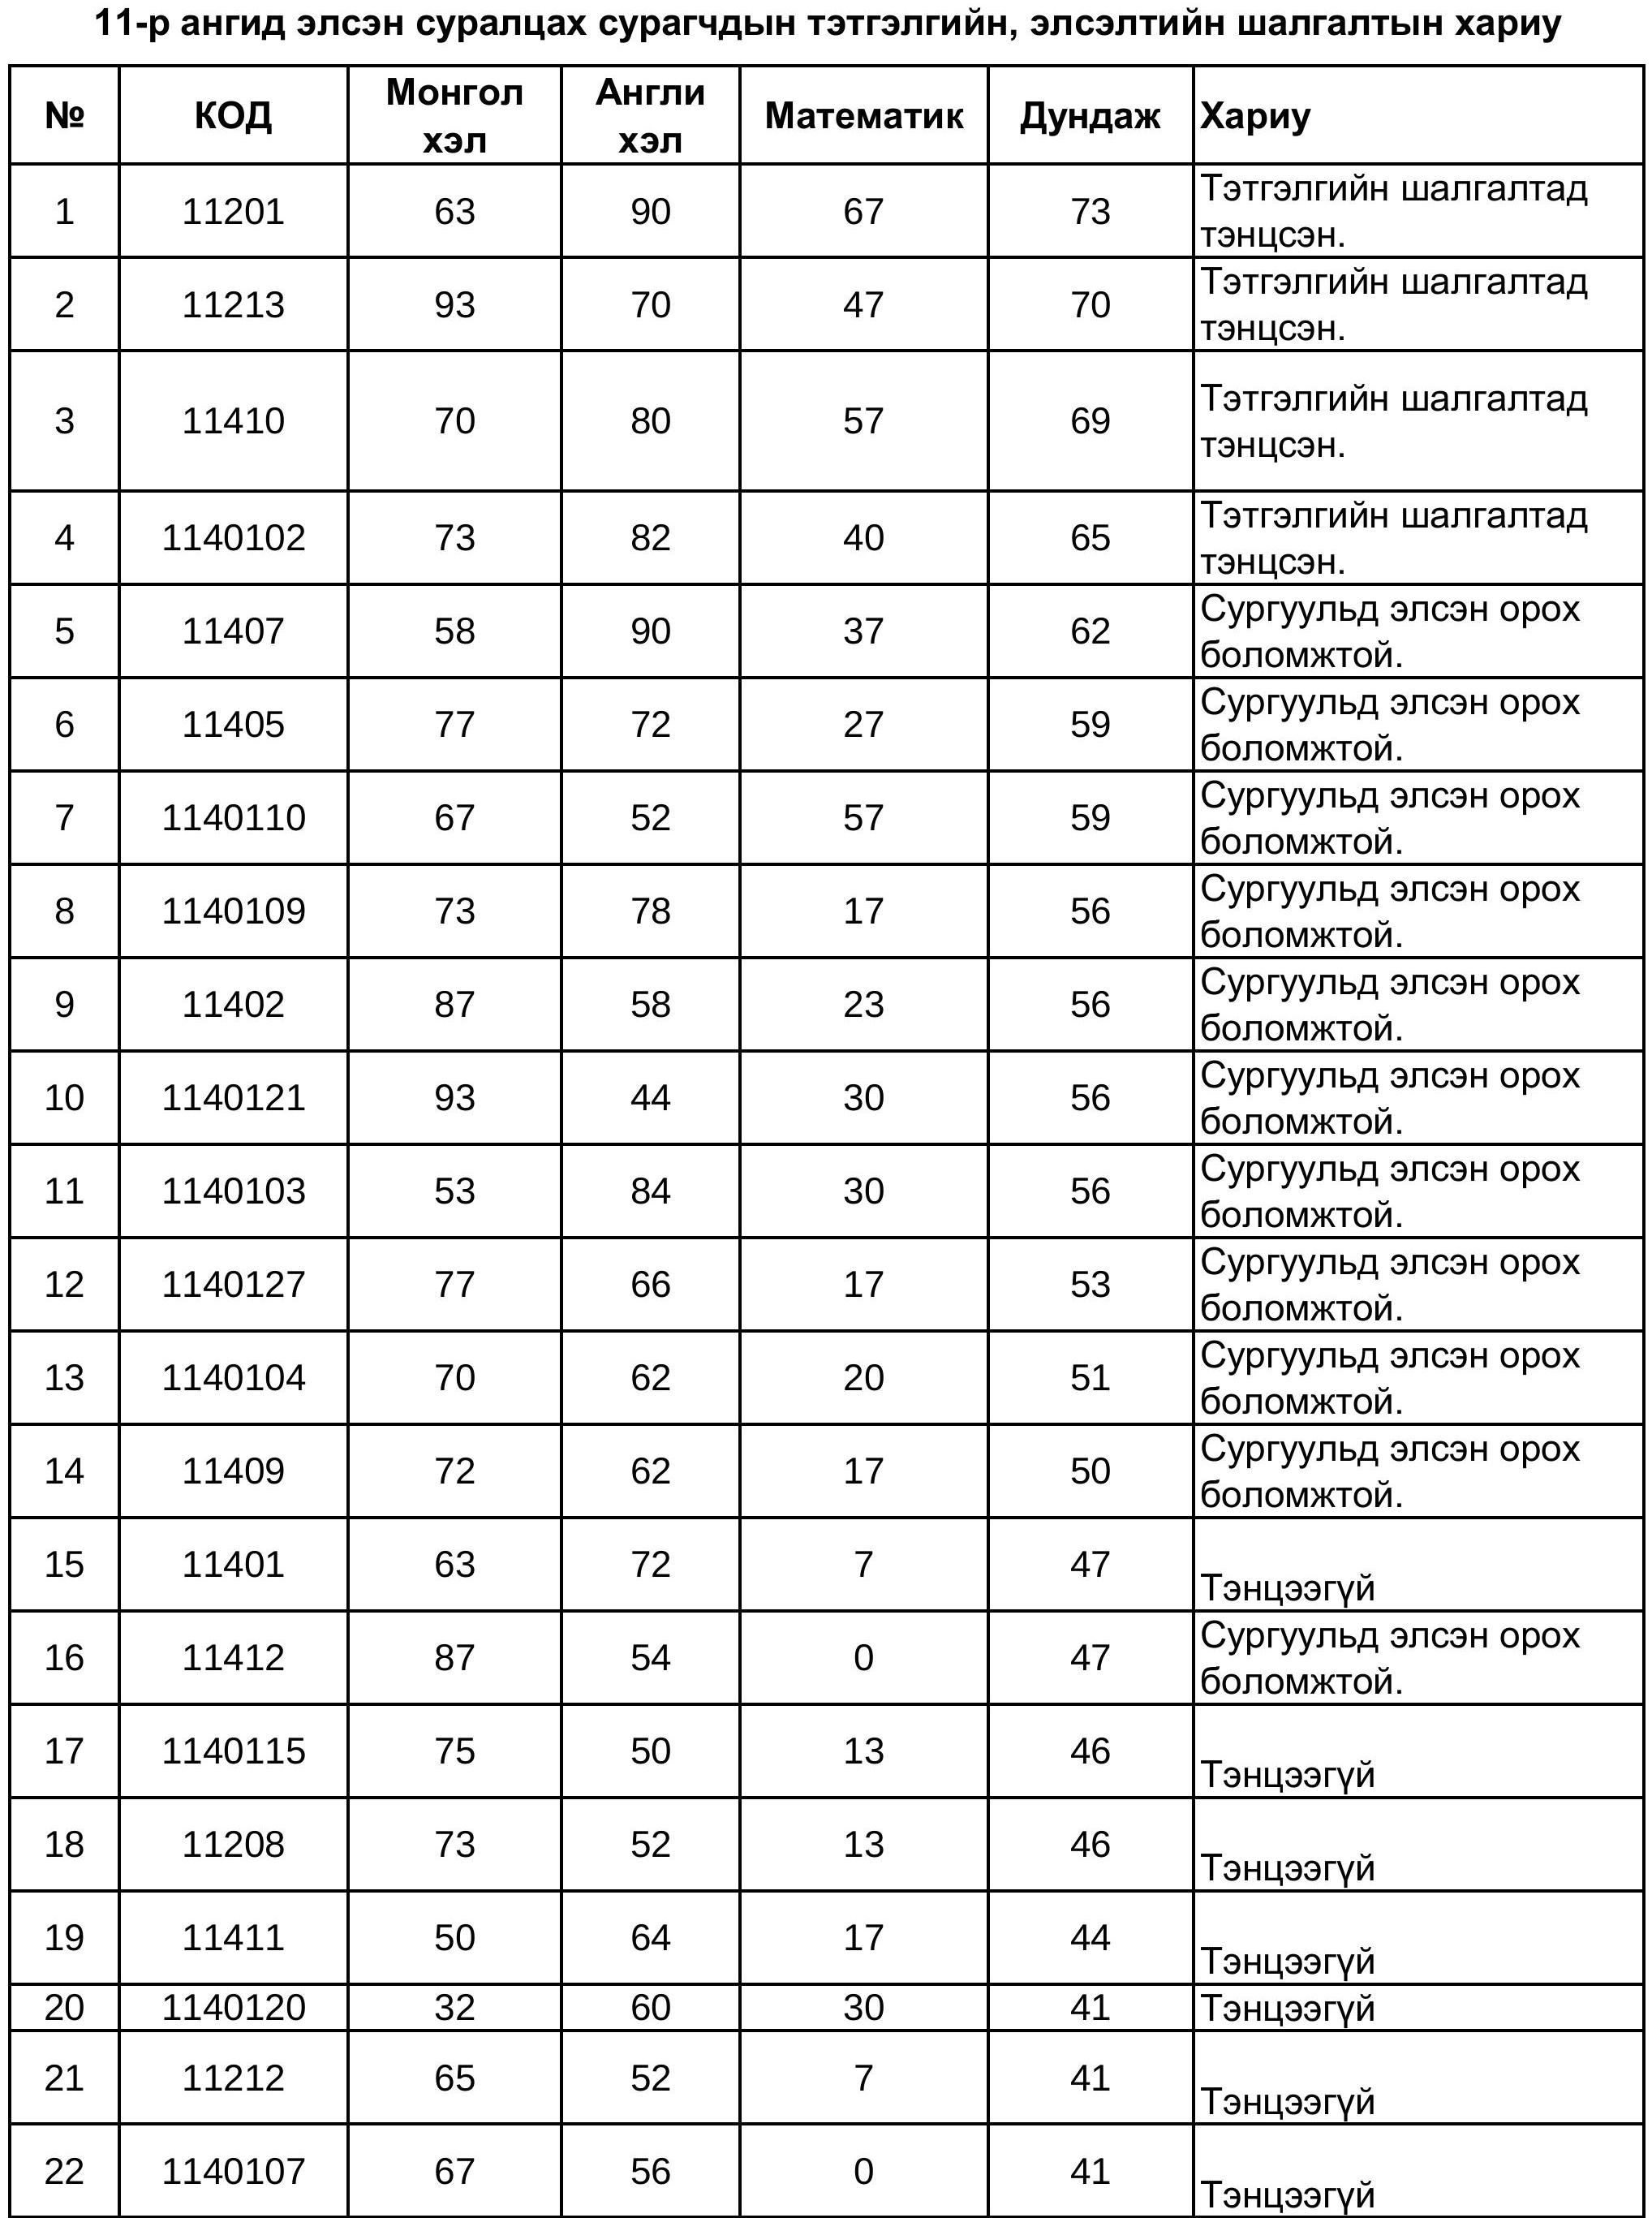 11-р ангид элсэн суралцах сурагчдын тэтгэлгийн, элсэлтийн шалгалтын хариу
№ КОД Монгол хэл Англи хэл Математик Дундаж Хариу
1 11201 63 90 67 73 Тэтгэлгийн шалгалтад тэнцсэн.
2 11213 93 70 47 70 Тэтгэлгийн шалгалтад тэнцсэн.
3 11410 70 80 57 69 Тэтгэлгийн шалгалтад тэнцсэн.
4 1140102 73 82 40 65 Тэтгэлгийн шалгалтад тэнцсэн.
5 11407 58 90 37 62 Сургуульд элсэн орох боломжтой.
6 11405 77 72 27 59 Сургуульд элсэн орох боломжтой.
7 1140110 67 52 57 59 Сургуульд элсэн орох боломжтой.
8 1140109 73 78 17 56 Сургуульд элсэн орох боломжтой.
9 11402 87 58 23 56 Сургуульд элсэн орох боломжтой.
10 1140121 93 44 30 56 Сургуульд элсэн орох боломжтой.
11 1140103 53 84 30 56 Сургуульд элсэн орох боломжтой.
12 1140127 77 66 17 53 Сургуульд элсэн орох боломжтой.
13 1140104 70 62 20 51 Сургуульд элсэн орох боломжтой.
14 11409 72 62 17 50 Сургуульд элсэн орох боломжтой.
15 11401 63 72 7 47 Тэнцээгүй
16 11412 87 54 0 47 Сургуульд элсэн орох боломжтой.
17 1140115 75 50 13 46 Тэнцээгүй
18 11208 73 52 13 46 Тэнцээгүй
19 11411 50 64 17 44 Тэнцээгүй
20 1140120 32 60 30 41 Тэнцээгүй
21 11212 65 52 7 41 Тэнцээгүй
22 1140107 67 56 0 41 Тэнцээгүй